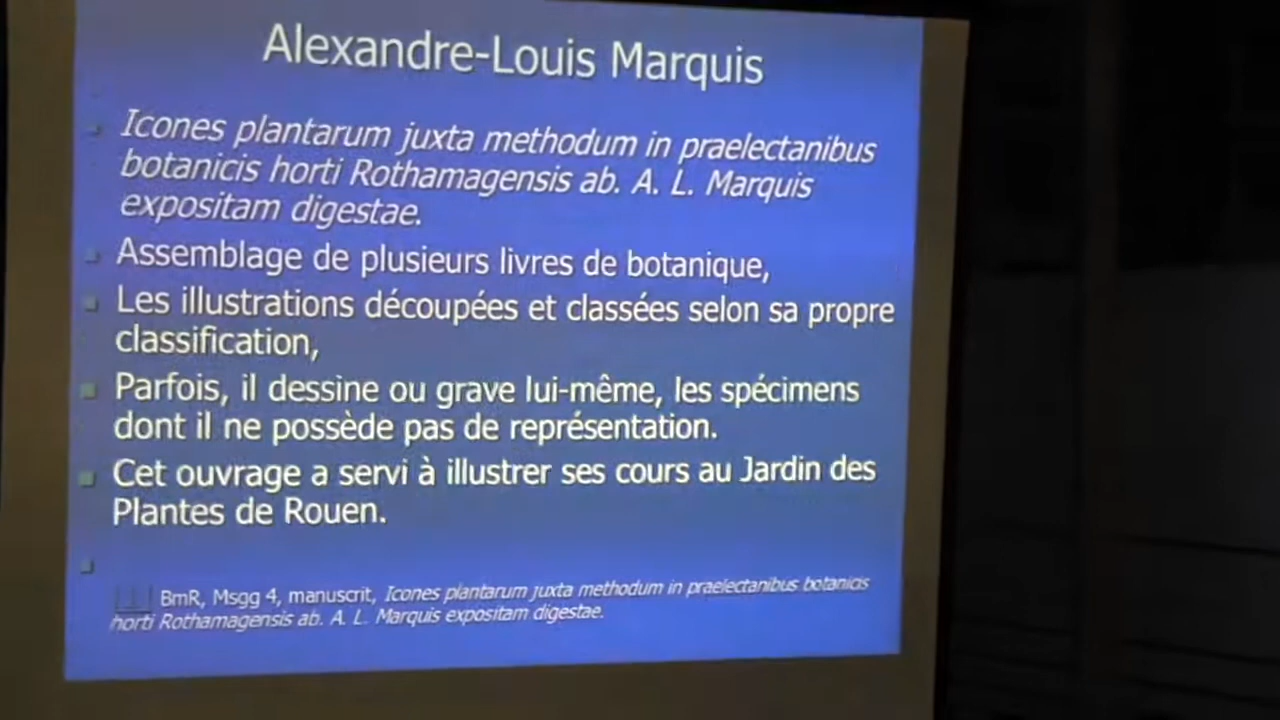 Alexandre-Louis Marquis
Icones plantarum juxta methodum in praelectanibus
botanicis horti Rothamagensis ab. A. L. Marquis
expositam digestae.
Assemblage de plusieurs livres de botanique,
Les illustrations découpées et classées selon sa propre
classification,
Parfois, il dessine ou grave lui-même, les spécimens
dont il ne possède pas de représentation.
Cet ouvrage a servi à illustrer ses cours au Jardin des
Plantes de Rouen.
BmR, Msgg 4, manuscrit, Icones plantarum juxta methodum in praelectanibus botanicis
horti Rothamagensis ab. A. L. Marquis expositam digestae.